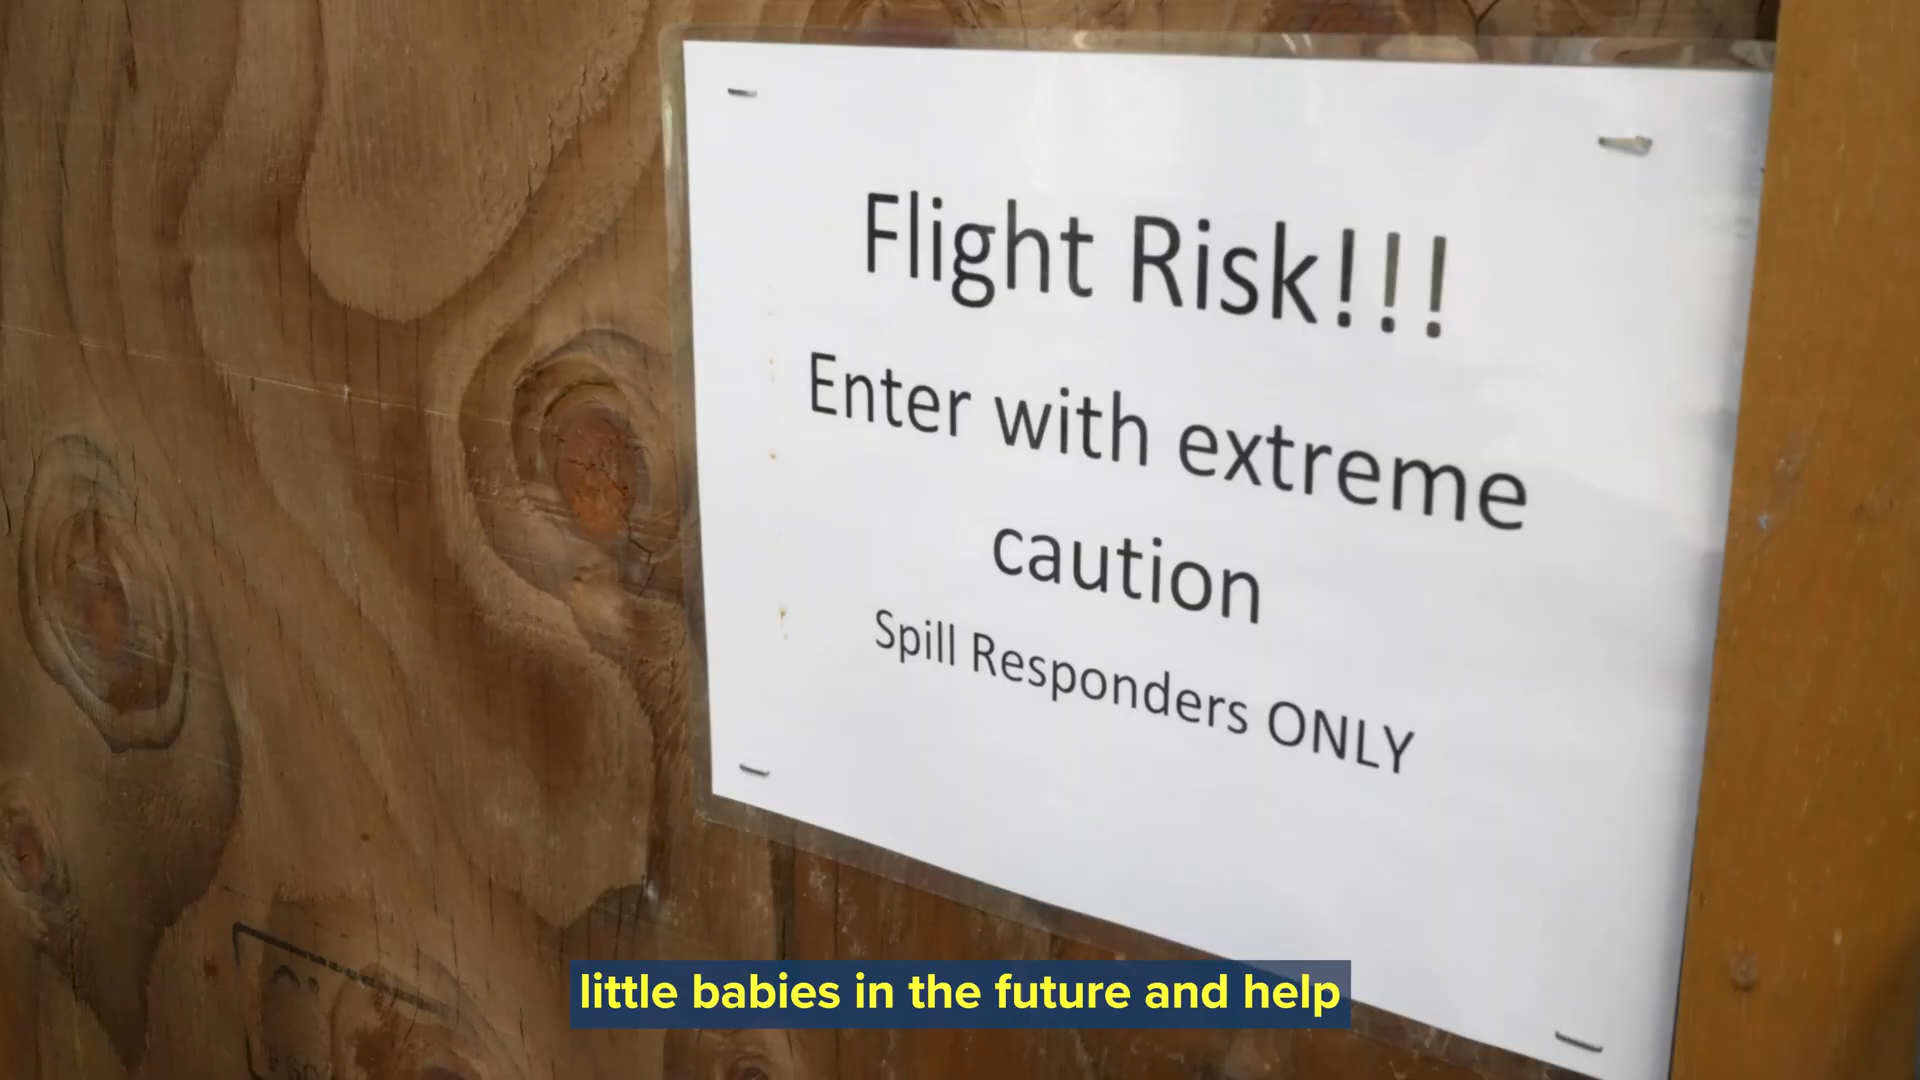 Flight Risk!!!
Enter with extreme
caution
Spill Responders ONLY
little babies in the future and help